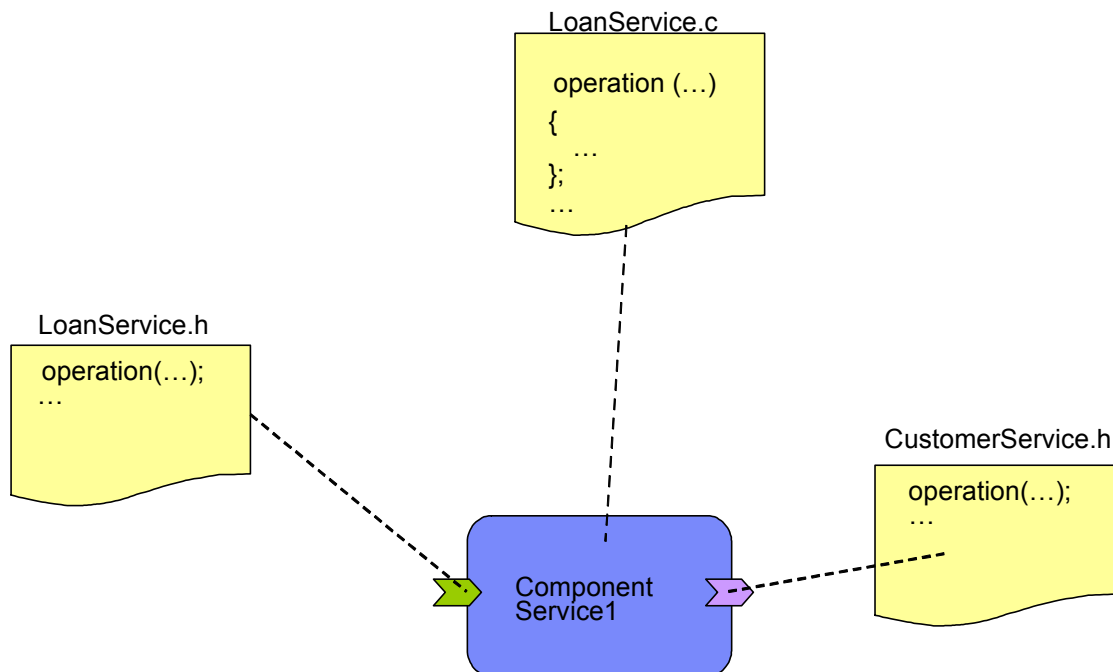 LoanService.c
operation (…)
{
…
};
…
LoanService.h
operation(…);
…
CustomerService.h
operation(…);
…
Component
Service1